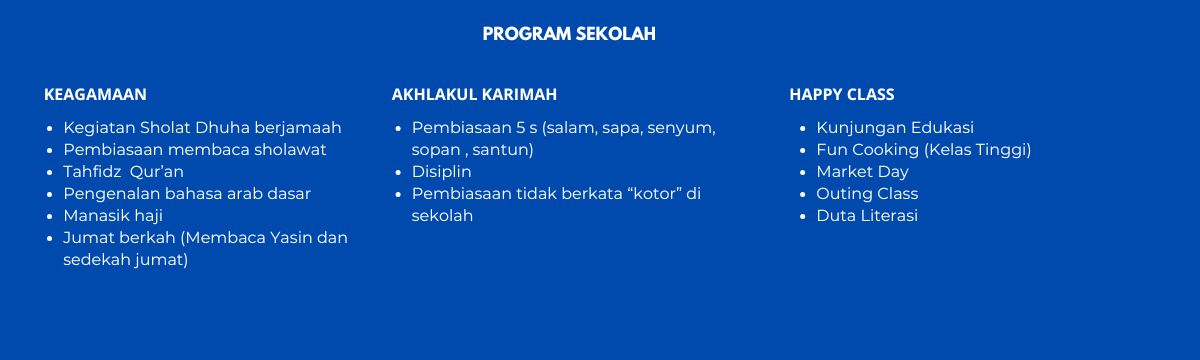 PROGRAM SEKOLAH
KEAGAMAAN
• Kegiatan Sholat Dhuha berjamaah
• Pembiasaan membaca sholawat
• Tahfidz  Qur’an
• Pengenalan bahasa arab dasar
• Manasik haji
• Jumat berkah (Membaca Yasin dan
sedekah jumat)
AKHLAKUL KARIMAH
• Pembiasaan 5 s (salam, sapa, senyum,
sopan , santun)
• Disiplin
• Pembiasaan tidak berkata “kotor” di
sekolah
HAPPY CLASS
• Kunjungan Edukasi
• Fun Cooking (Kelas Tinggi)
• Market Day
• Outing Class
• Duta Literasi